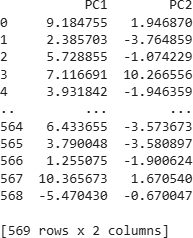 PC1 PC2
0 9.184755 1.946870
1 2.385703 -3.764859
2 5.728855 -1.074229
3 7.116691 10.266556
4 3.931842 -1.946359
.. ... ...
564 6.433655 -3.573673
565 3.790048 -3.580897
566 1.255075 -1.900624
567 10.365673 1.670540
568 -5.470430 -0.670047
[569 rows x 2 columns]